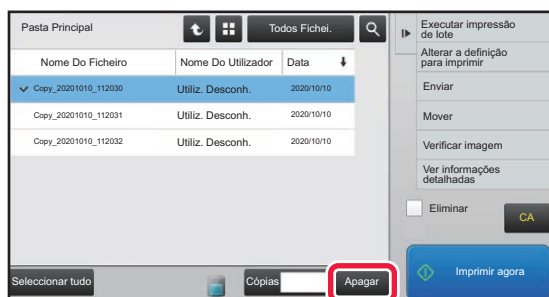 Pasta Principal
Todos Fichei.
Nome Do Ficheiro
Nome Do Utilizador
Data
Copy_20201010_112030
Utiliz. Desconh.
2020/10/10
Copy_20201010_112031
Utiliz. Desconh.
2020/10/10
Copy_20201010_112032
Utiliz. Desconh.
2020/10/10
Seleccionar tudo
Cópias
Apagar
Executar impressão
de lote
Alterar a definição
para imprimir
Enviar
Mover
Verificar imagem
Ver informações
detalhadas
Eliminar
CA
Imprimir agora